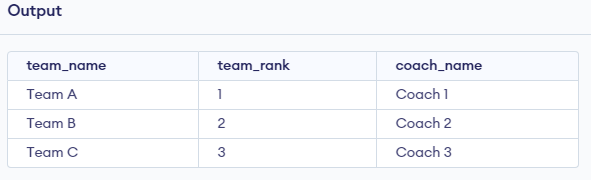 Output
team_name team_rank coach_name
Team A 1 Coach 1
Team B 2 Coach 2
Team C 3 Coach 3